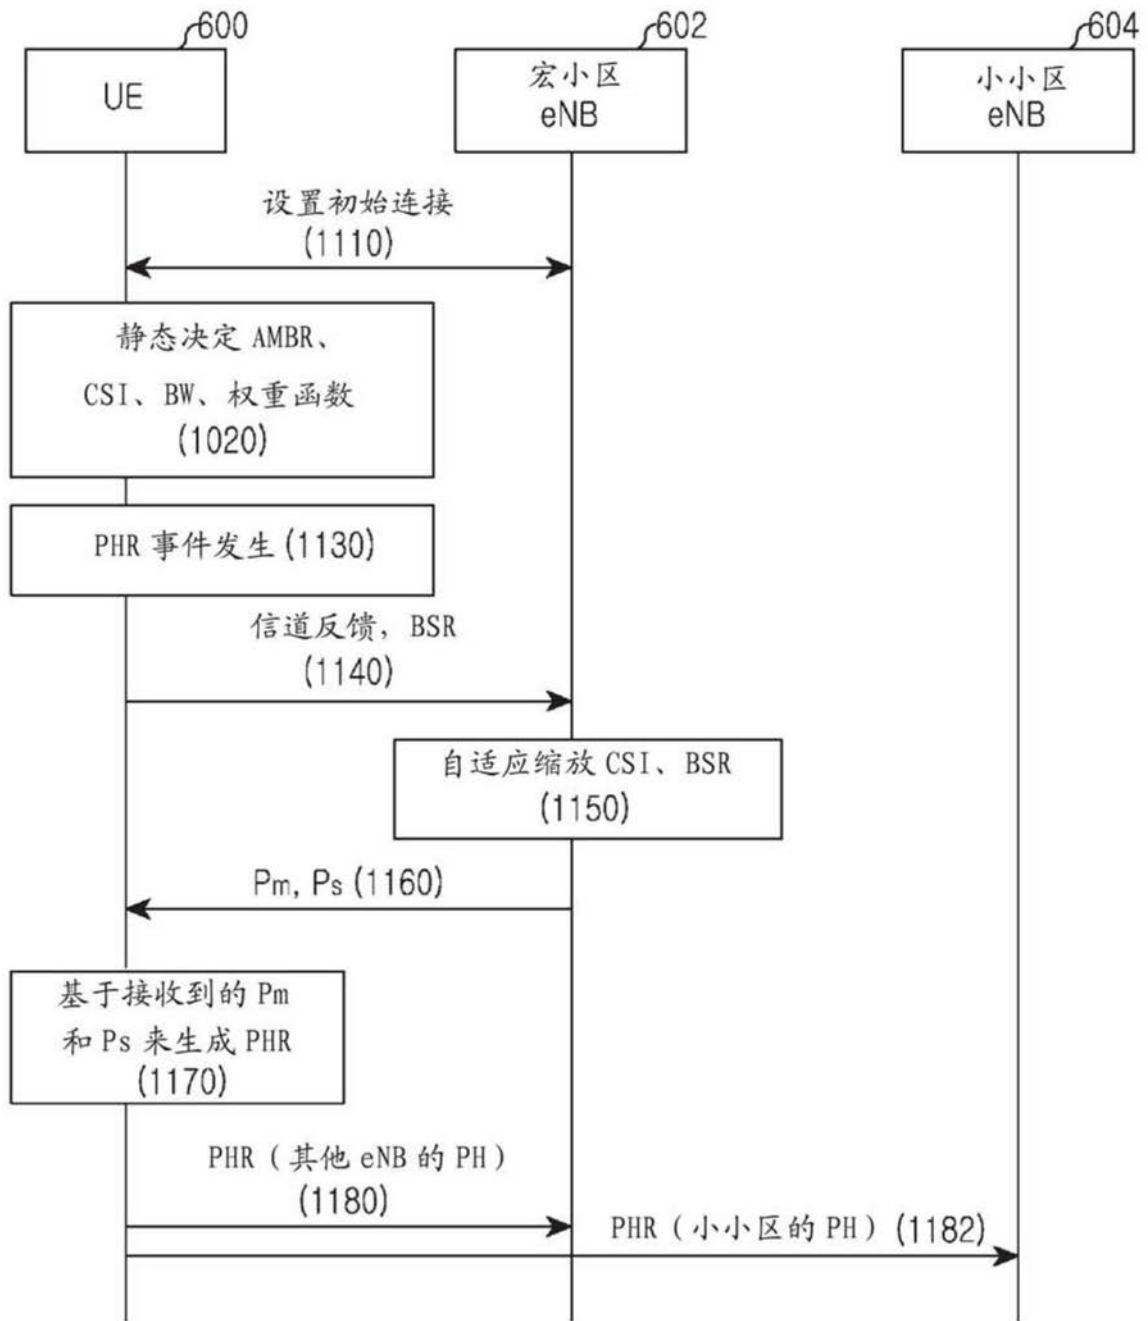 600
602
604
UE
宏小区
eNB
小小区
eNB
设置初始连接
(1110)
静态决定 AMBR、
CSI、BW、权重函数
(1020)
PHR 事件发生 (1130)
信道反馈, BSR
(1140)
自适应缩放 CSI、BSR
(1150)
Pm, Ps (1160)
基于接收到的 Pm
和 Ps 来生成 PHR
(1170)
PHR（其他 eNB 的 PH）
(1180)
PHR（小小区的 PH）(1182)